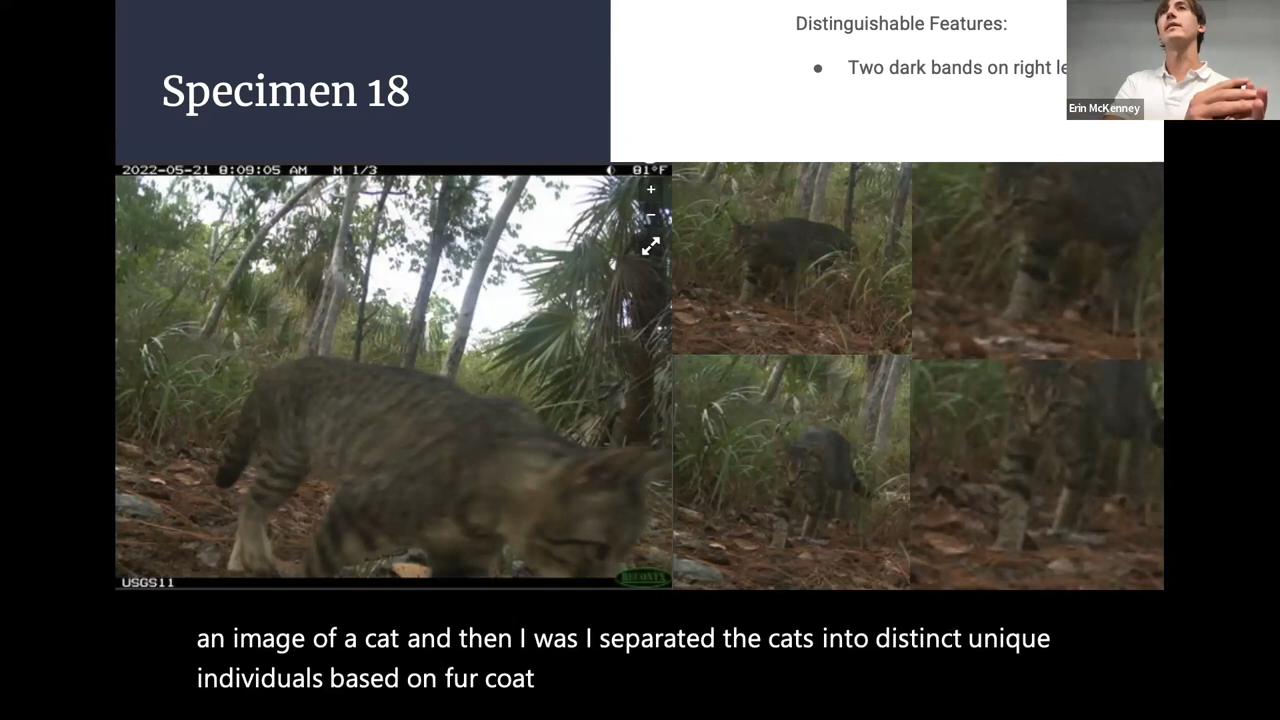 Specimen 18
Distinguishable Features:
● Two dark bands on right
Erin McKenney
2022-05-21 8:09:05 AM M 1/3 81°F
USGS11
RECONYX
an image of a cat and then I was I separated the cats into distinct unique
individuals based on fur coat